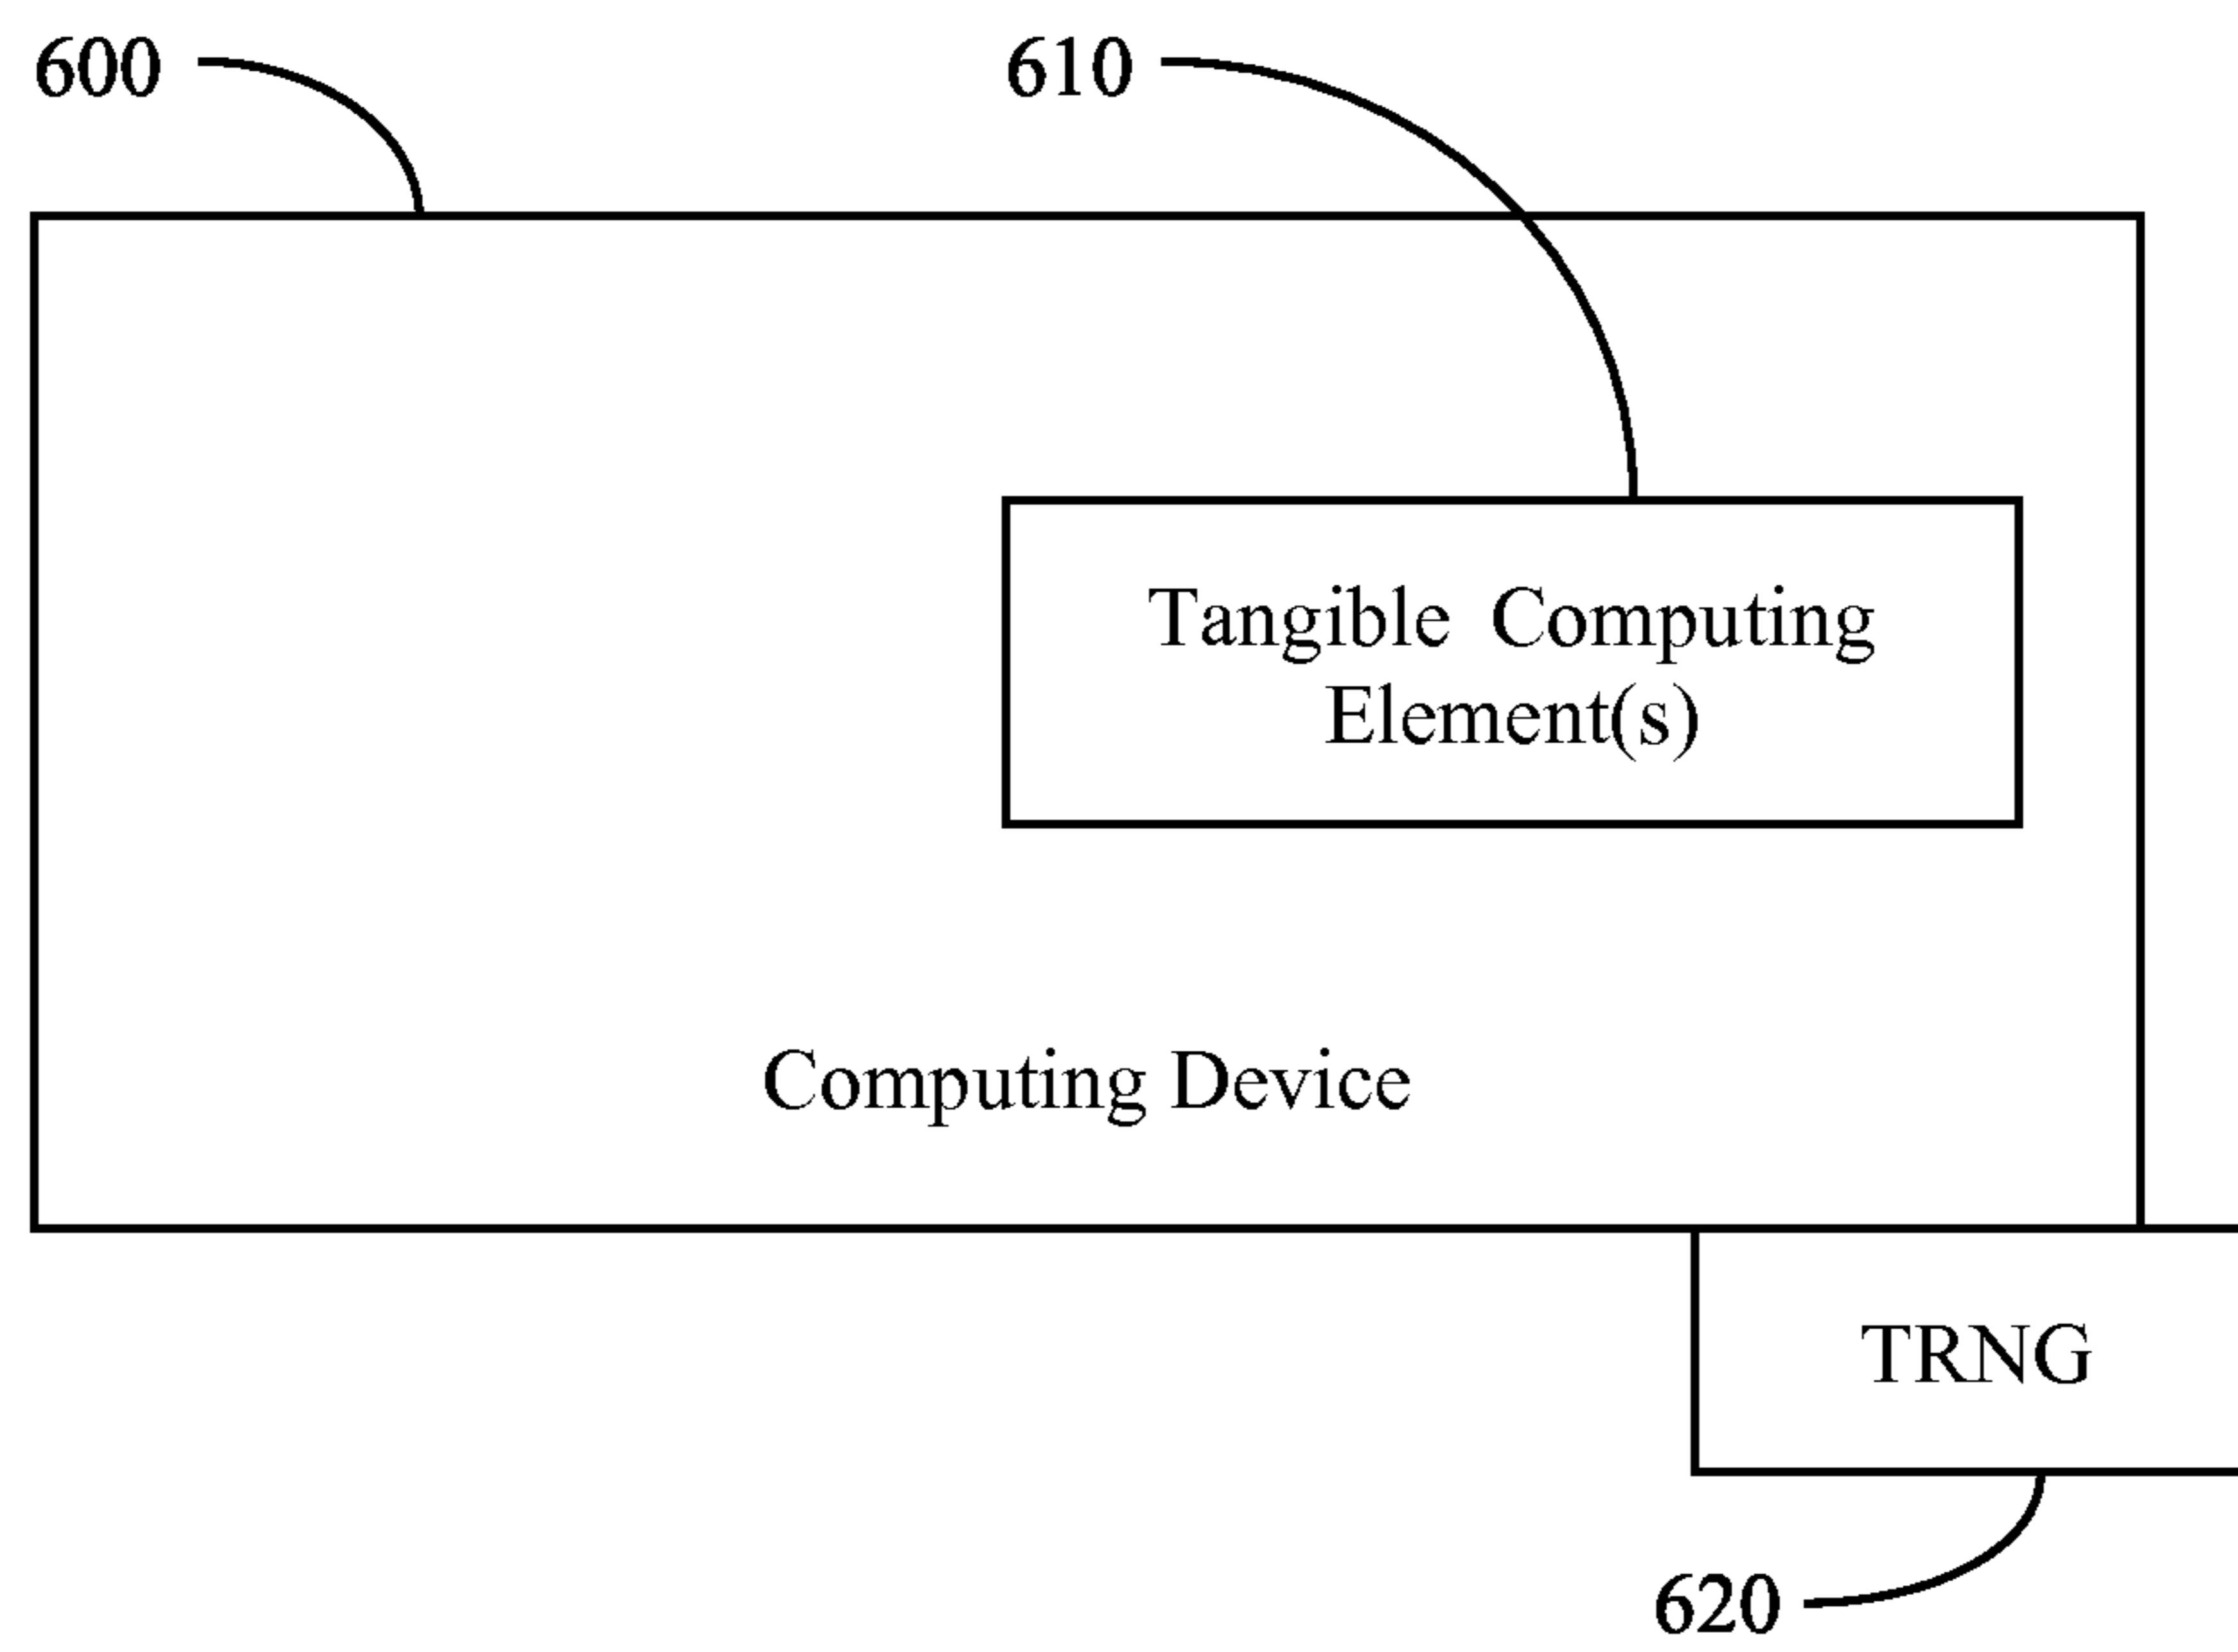 600
610
Tangible Computing
Element(s)
Computing Device
TRNG
620